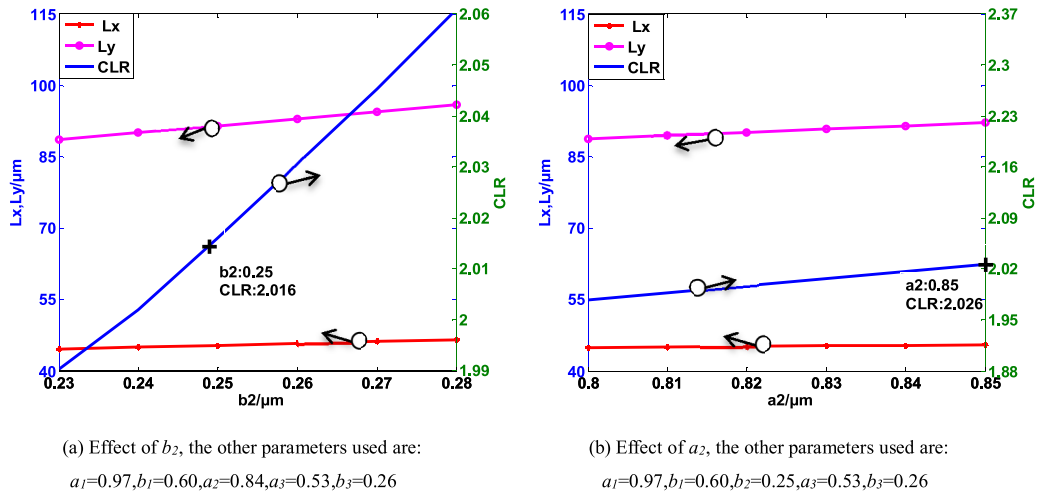 Lx
Ly
CLR
115
100
85
70
55
40
Lx,Ly/μm
2.06
2.05
2.04
2.03
2.02
2.01
2
1.99
CLR
b2:0.25
CLR:2.016
0.23 0.24 0.25 0.26 0.27 0.28
b2/μm
Lx
Ly
CLR
115
100
85
70
55
40
Lx,Ly/μm
2.37
2.3
2.23
2.16
2.09
2.02
1.95
1.88
CLR
a2:0.85
CLR:2.026
0.8 0.81 0.82 0.83 0.84 0.85
a2/μm
(a) Effect of b2, the other parameters used are:
a1=0.97,b1=0.60,a2=0.84,a3=0.53,b3=0.26
(b) Effect of a2, the other parameters used are:
a1=0.97,b1=0.60,b2=0.25,a3=0.53,b3=0.26